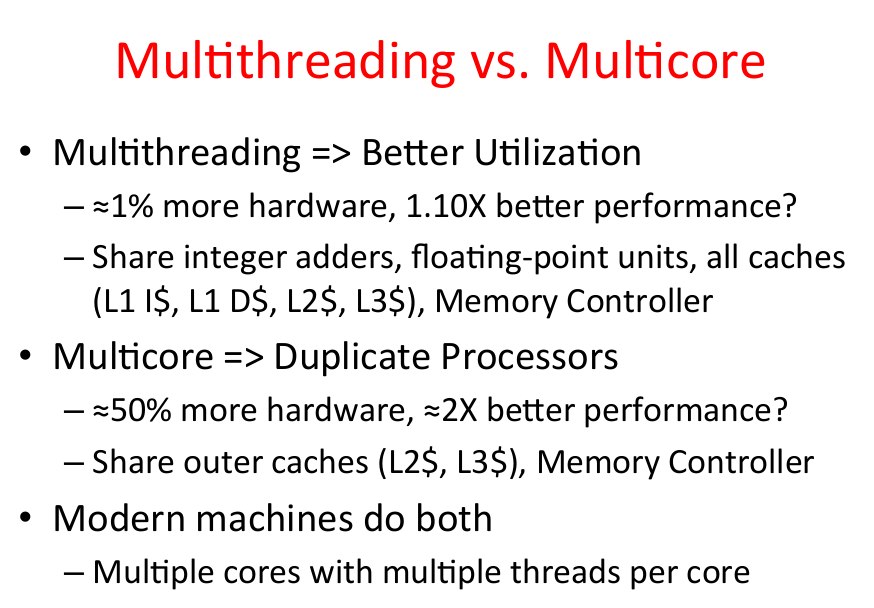 Multithreading vs. Multicore
• Multithreading => Better Utilization
– ≈1% more hardware, 1.10X better performance?
– Share integer adders, floating-point units, all caches
(L1 I$, L1 D$, L2$, L3$), Memory Controller
• Multicore => Duplicate Processors
– ≈50% more hardware, ≈2X better performance?
– Share outer caches (L2$, L3$), Memory Controller
• Modern machines do both
– Multiple cores with multiple threads per core